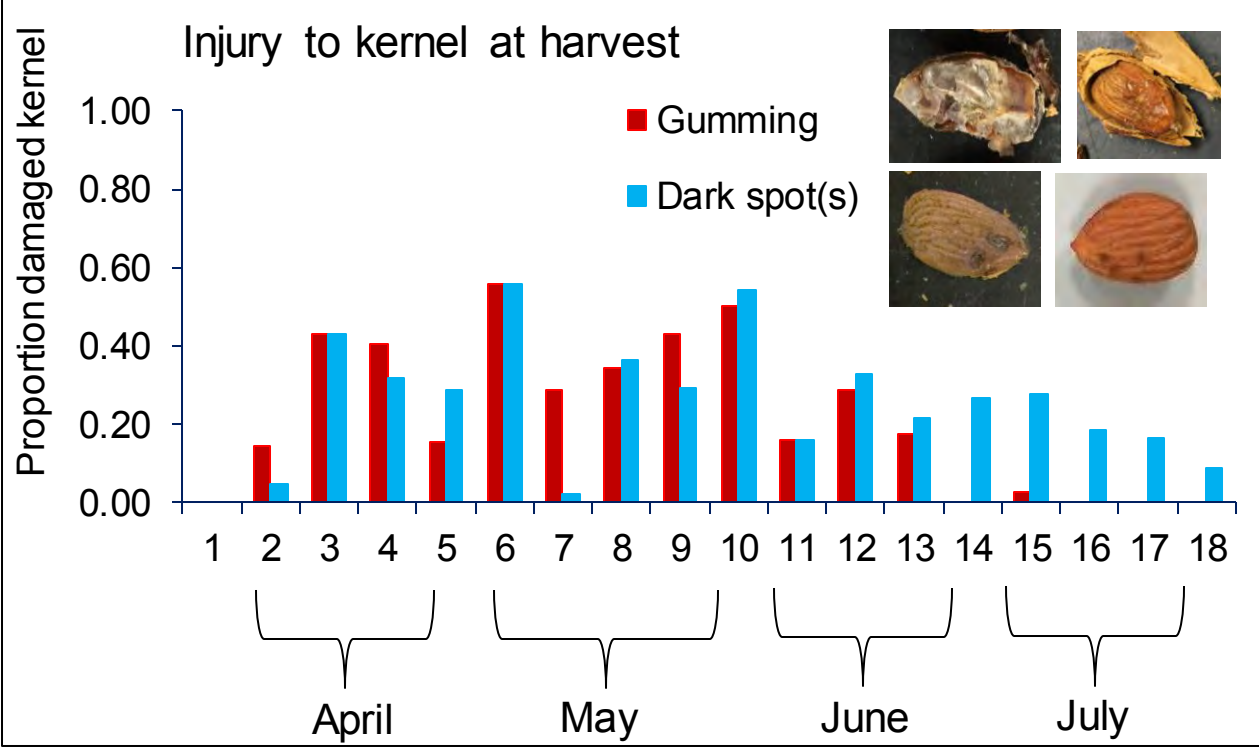 Injury to kernel at harvest
Proportion damaged kernel
Gumming
Dark spot(s)
1.00
0.80
0.60
0.40
0.20
0.00
1 2 3 4 5 6 7 8 9 10 11 12 13 14 15 16 17 18
April May June July